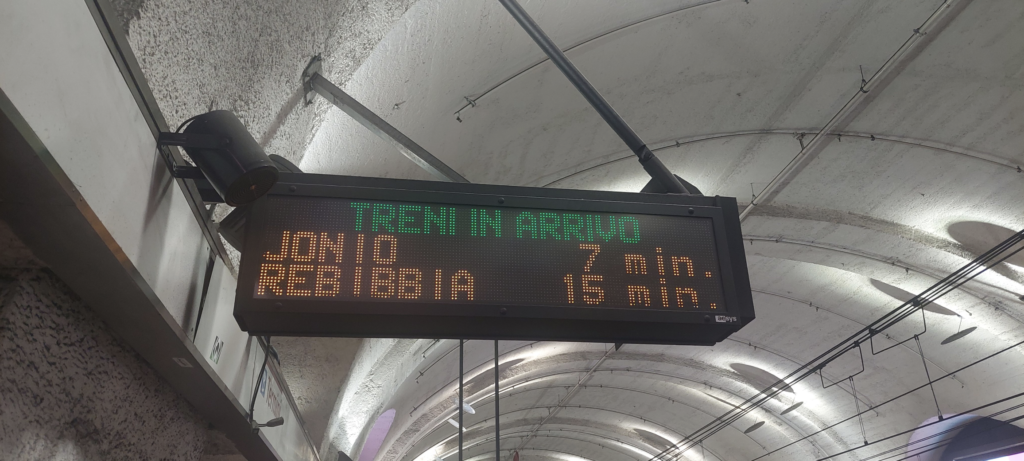 TRENI IN ARRIVO
JONIO 7 min.
REBIBBIA 15 min.